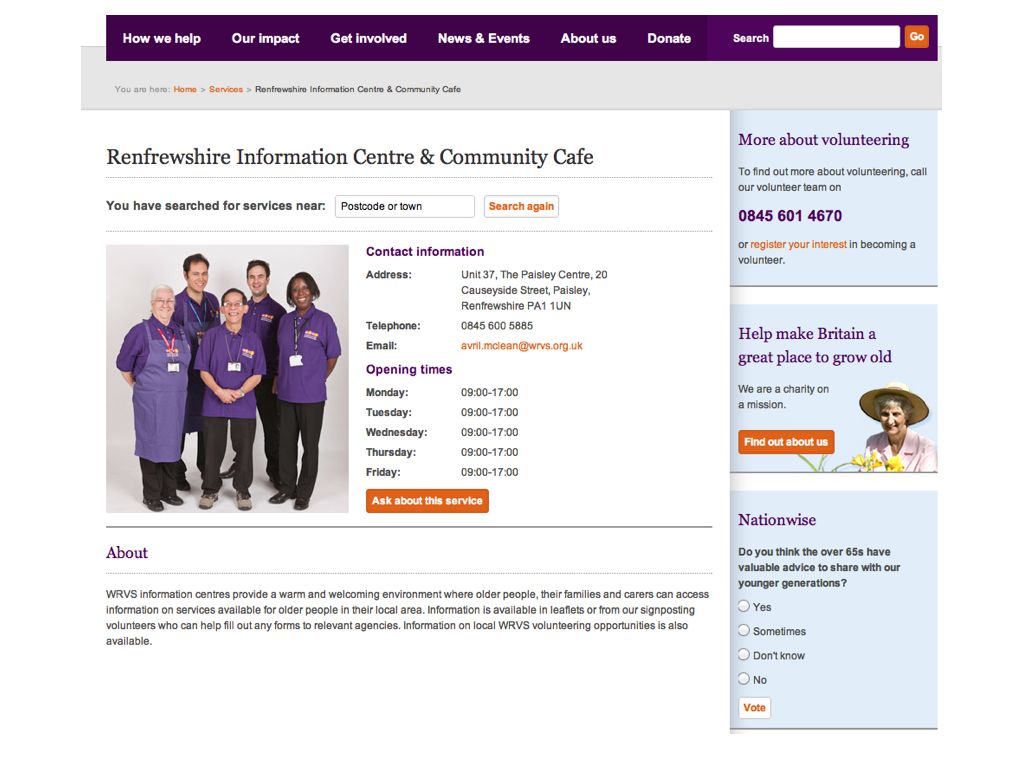 How we help
Our impact
Get involved
News & Events
About us
Donate
Search
Go
You are here: Home > Services > Renfrewshire Information Centre & Community Cafe
Renfrewshire Information Centre & Community Cafe
You have searched for services near:
Postcode or town
Search again
Contact information
Address:
Unit 37, The Paisley Centre, 20
Causeyside Street, Paisley,
Renfrewshire PA1 1UN
Telephone:
0845 600 5885
Email:
avril.mclean@wrvs.org.uk
Opening times
Monday:
09:00-17:00
Tuesday:
09:00-17:00
Wednesday:
09:00-17:00
Thursday:
09:00-17:00
Friday:
09:00-17:00
Ask about this service
About
WRVS information centres provide a warm and welcoming environment where older people, their families and carers can access
information on services available for older people in their local area. Information is available in leaflets or from our signposting
volunteers who can help fill out any forms to relevant agencies. Information on local WRVS volunteering opportunities is also
available.
More about volunteering
To find out more about volunteering, call
our volunteer team on
0845 601 4670
or register your interest in becoming a
volunteer.
Help make Britain a
great place to grow old
We are a charity on
a mission.
Find out about us
Nationwise
Do you think the over 65s have
valuable advice to share with our
younger generations?
Yes
Sometimes
Don't know
No
Vote